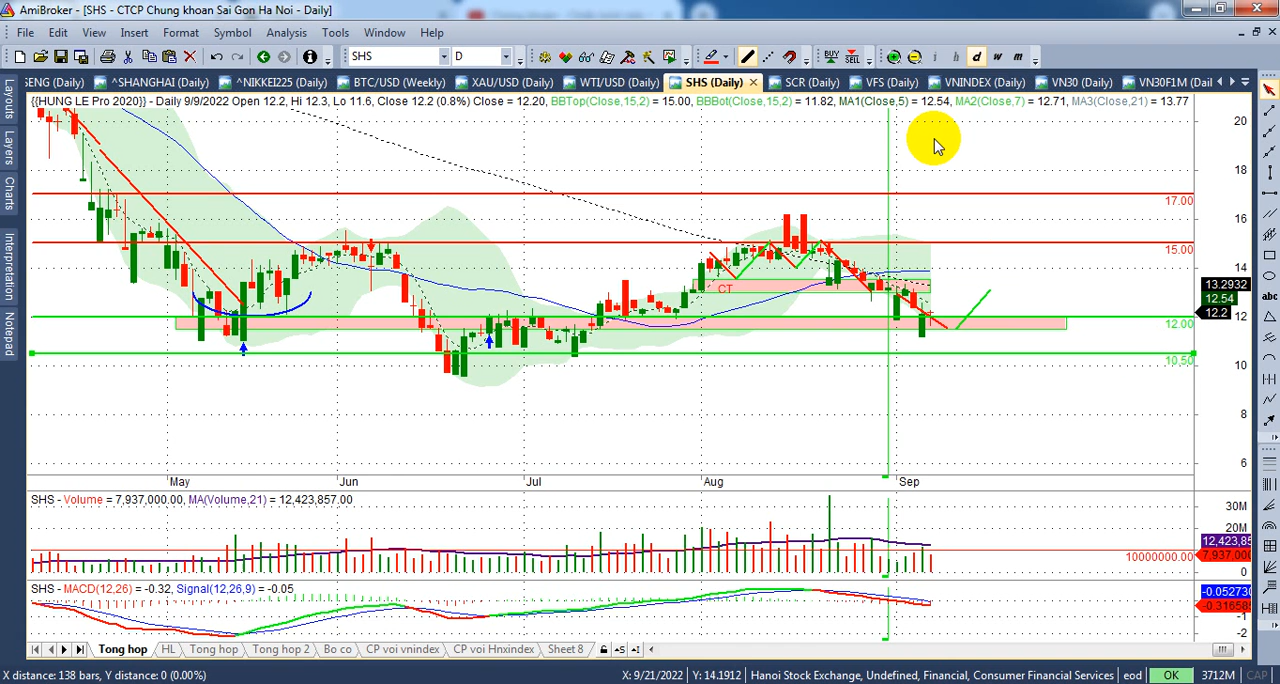 AmiBroker - [SHS - CTCP Chung khoan Sai Gon Ha Noi - Daily]
File Edit View Insert Format Symbol Analysis Tools Window Help
SHS D BUY SELL i h d w m
ENG (Daily) ^SHANGHAI (Daily) ^NIKKEI225 (Daily) BTC/USD (Weekly) XAU/USD (Daily) WTI/USD (Daily) SHS (Daily) SCR (Daily) VFS (Daily) VNINDEX (Daily) VN30 (Daily) VN30F1M (Dail
{{HUNG LE Pro 2020}} - Daily 9/9/2022 Open 12.2, Hi 12.3, Lo 11.6, Close 12.2 (0.8%) Close = 12.20, BBTop(Close,15,2) = 15.00, BBBot(Close,15,2) = 11.82, MA1(Close,5) = 12.54, MA2(Close,7) = 12.71, MA3(Close,21) = 13.77
Layouts
Layers
Charts
Interpretation
Notepad
abc
20
18
17.00
16
15.00
14
CT
13.2932
12.54
12.2
12
12.00
10.50
10
8
6
May Jun Jul Aug Sep
SHS - Volume = 7,937,000.00, MA(Volume,21) = 12,423,857.00
30M
20M
12,423,85
10000000.00
7,937,000
0
SHS - MACD(12,26) = -0.32, Signal(12,26,9) = -0.05
-0.05273
-0.31658
-1
-2
Tong hop HL Tong hop Tong hop 2 Bo co CP voi vnindex CP voi Hnxindex Sheet 8
X distance: 138 bars, Y distance: 0 (0.00%) X: 9/21/2022 Y: 14.1912 Hanoi Stock Exchange, Undefined, Financial, Consumer Financial Services eod OK 3712M CAP